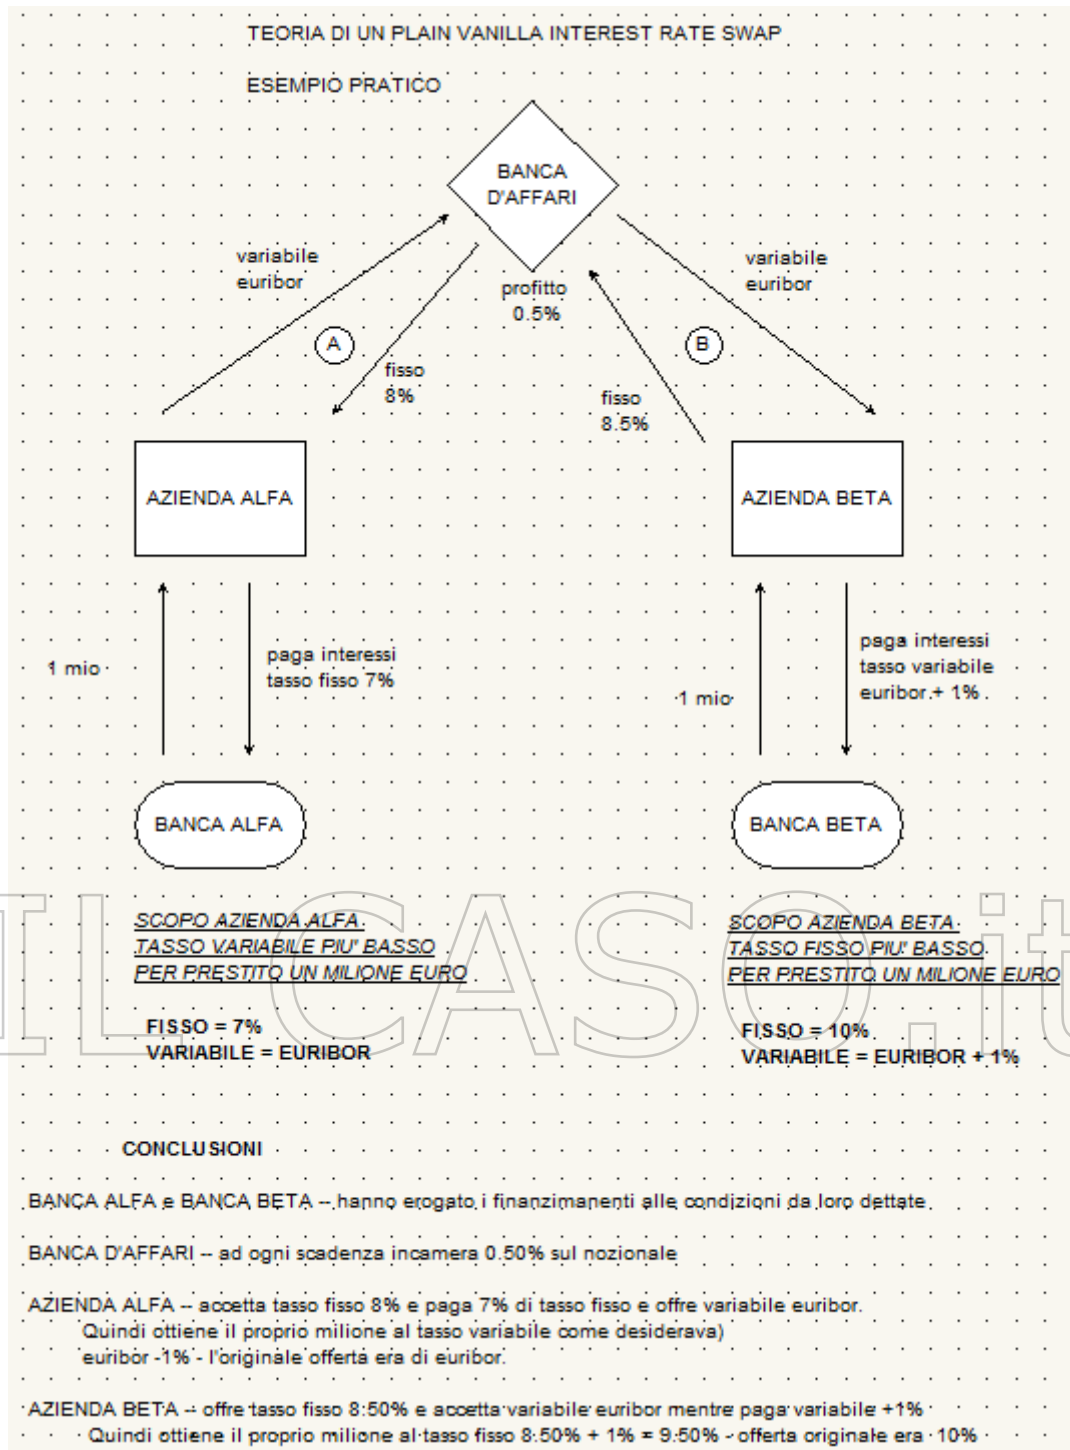 TEORIA DI UN PLAIN VANILLA INTEREST RATE SWAP
ESEMPIO PRATICO
BANCA
D'AFFARI
variabile
euribor
variabile
euribor
profitto
0.5%
A
B
fisso
8%
fisso
8.5%
AZIENDA ALFA
AZIENDA BETA
1 mio
paga interessi
tasso fisso 7%
1 mio
paga interessi
tasso variabile
euribor + 1%
BANCA ALFA
BANCA BETA
SCOPO AZIENDA ALFA
TASSO VARIABILE PIU' BASSO
PER PRESTITO UN MILIONE EURO
SCOPO AZIENDA BETA
TASSO FISSO PIU' BASSO
PER PRESTITO UN MILIONE EURO
IL CASO.it
FISSO = 7%
VARIABILE = EURIBOR
FISSO = 10%
VARIABILE = EURIBOR + 1%
CONCLUSIONI
BANCA ALFA e BANCA BETA -- hanno erogato i finanzimanenti alle condizioni da loro dettate
BANCA D'AFFARI -- ad ogni scadenza incamera 0.50% sul nozionale
AZIENDA ALFA -- accetta tasso fisso 8% e paga 7% di tasso fisso e offre variabile euribor.
Quindi ottiene il proprio milione al tasso variabile come desiderava)
euribor -1% - l'originale offerta era di euribor.
AZIENDA BETA -- offre tasso fisso 8.50% e accetta variabile euribor mentre paga variabile +1%
Quindi ottiene il proprio milione al tasso fisso 8.50% + 1% = 9.50% - offerta originale era 10%